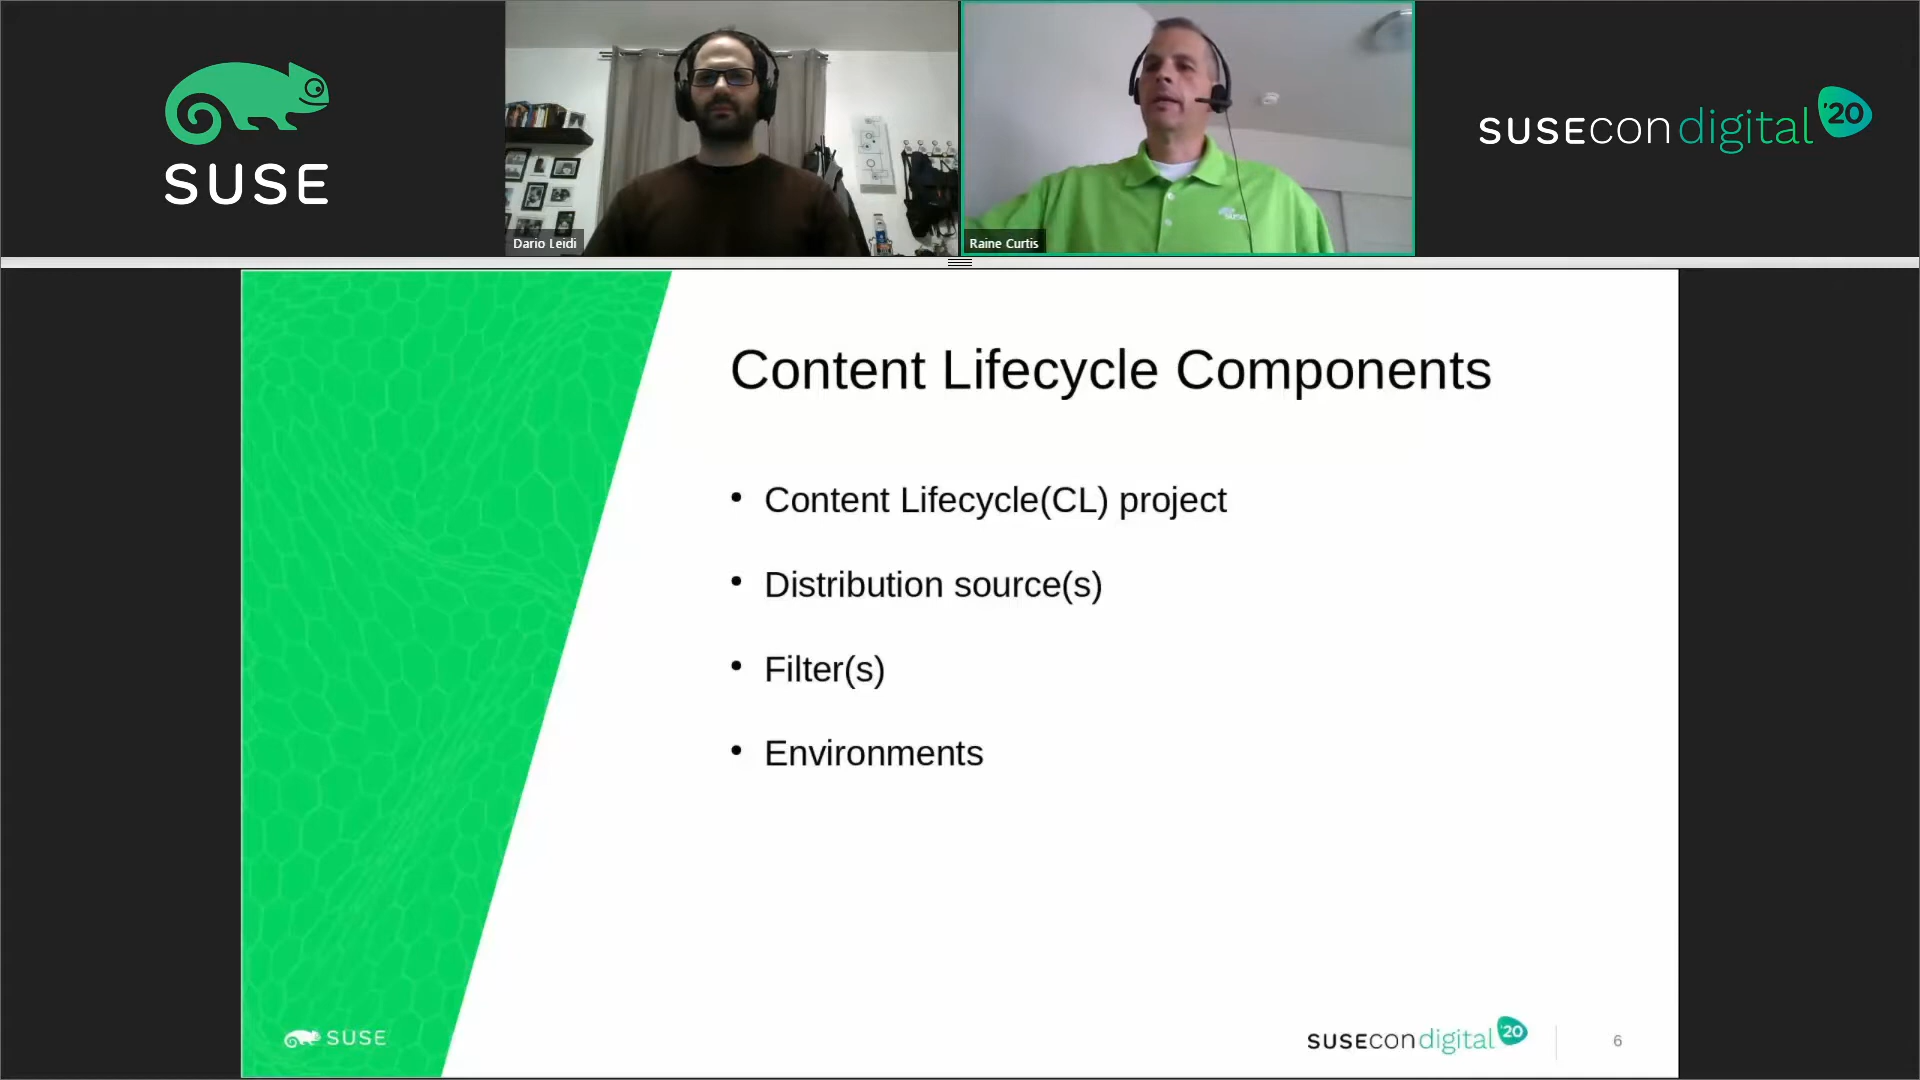 SUSE
Dario Leidi
Raine Curtis
SUSEcon digital '20
Content Lifecycle Components
• Content Lifecycle(CL) project
• Distribution source(s)
• Filter(s)
• Environments
SUSE
SUSEcon digital '20
6